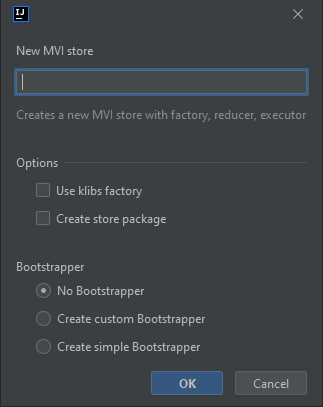 IJ
New MVI store
Creates a new MVI store with factory, reducer, executor
Options
Use klibs factory
Create store package
Bootstrapper
No Bootstrapper
Create custom Bootstrapper
Create simple Bootstrapper
OK Cancel